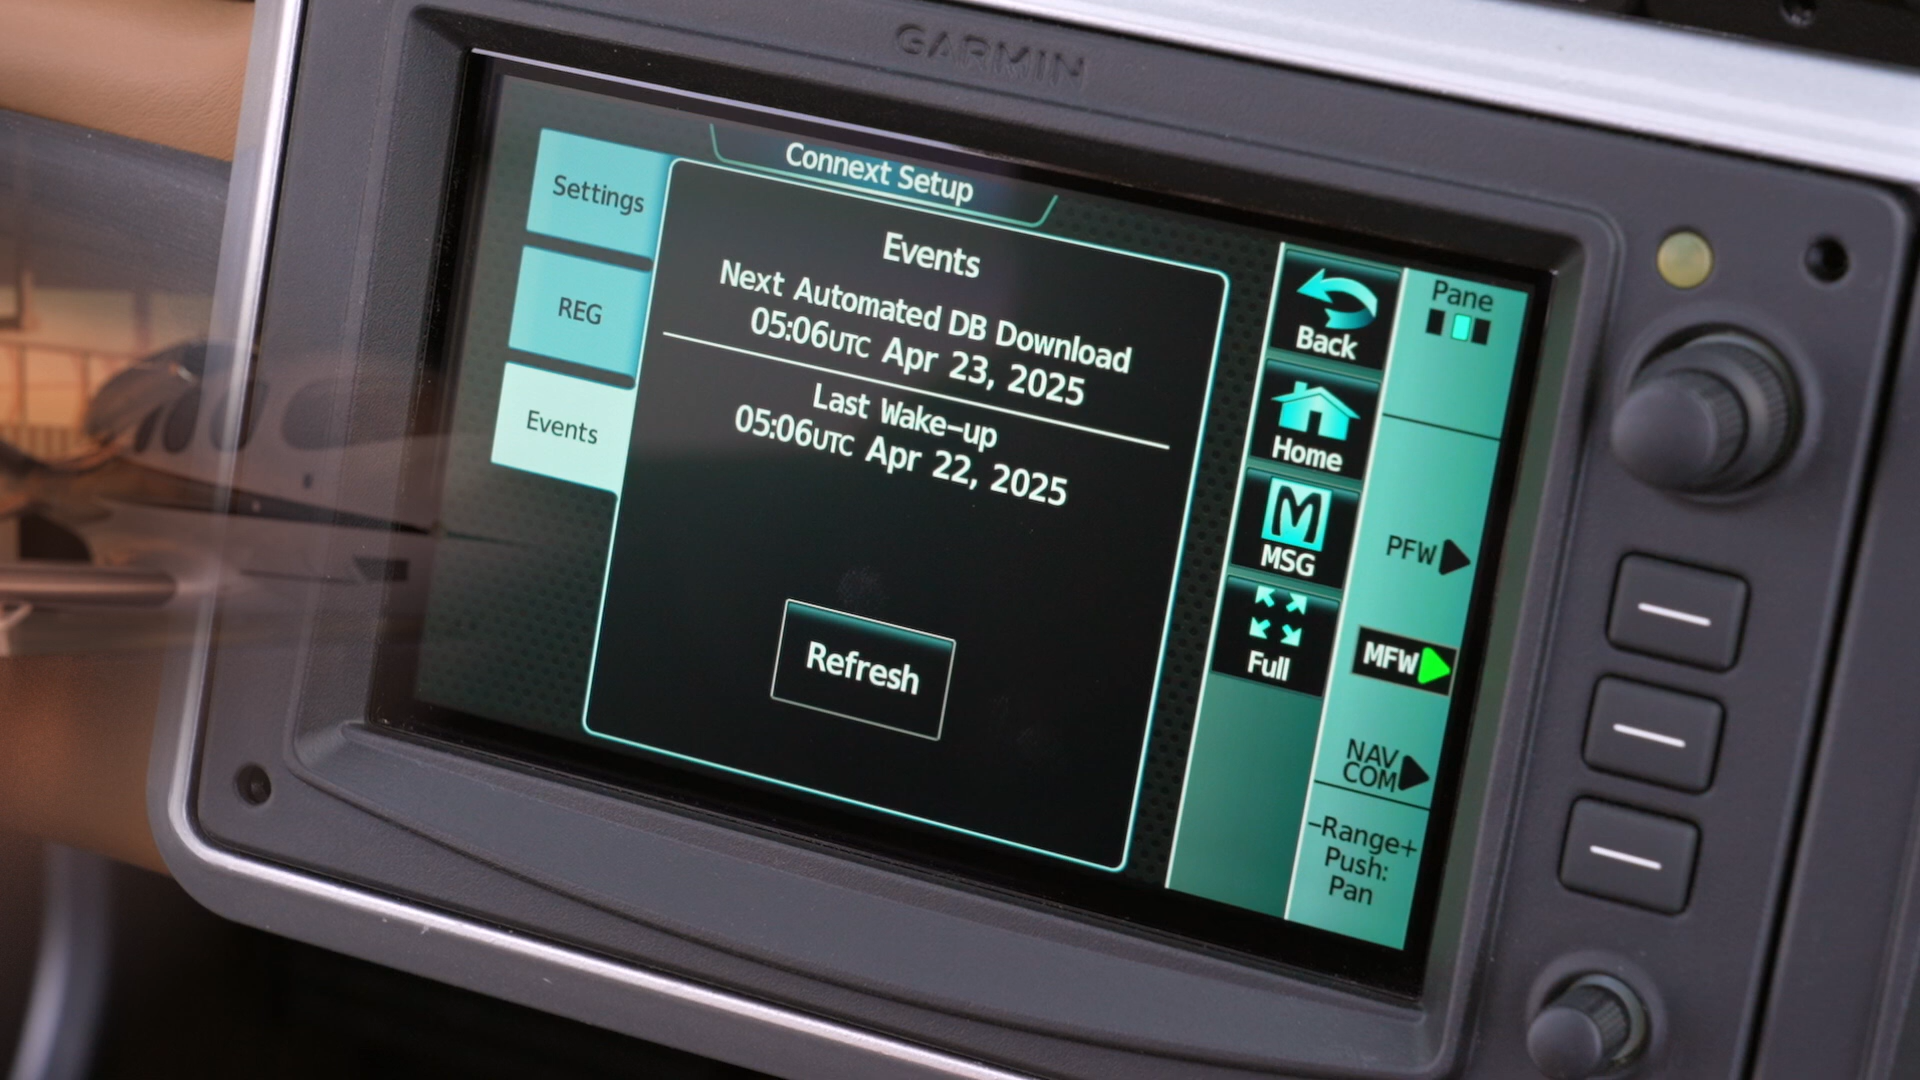 GARMIN
Connext Setup
Settings
REG
Events
Events
Next Automated DB Download
05:06UTC Apr 23, 2025
Last Wake-up
05:06UTC Apr 22, 2025
Refresh
Back
Home
MSG
Full
Pane
PFW
MFW
NAV
COM
-Range+
Push:
Pan